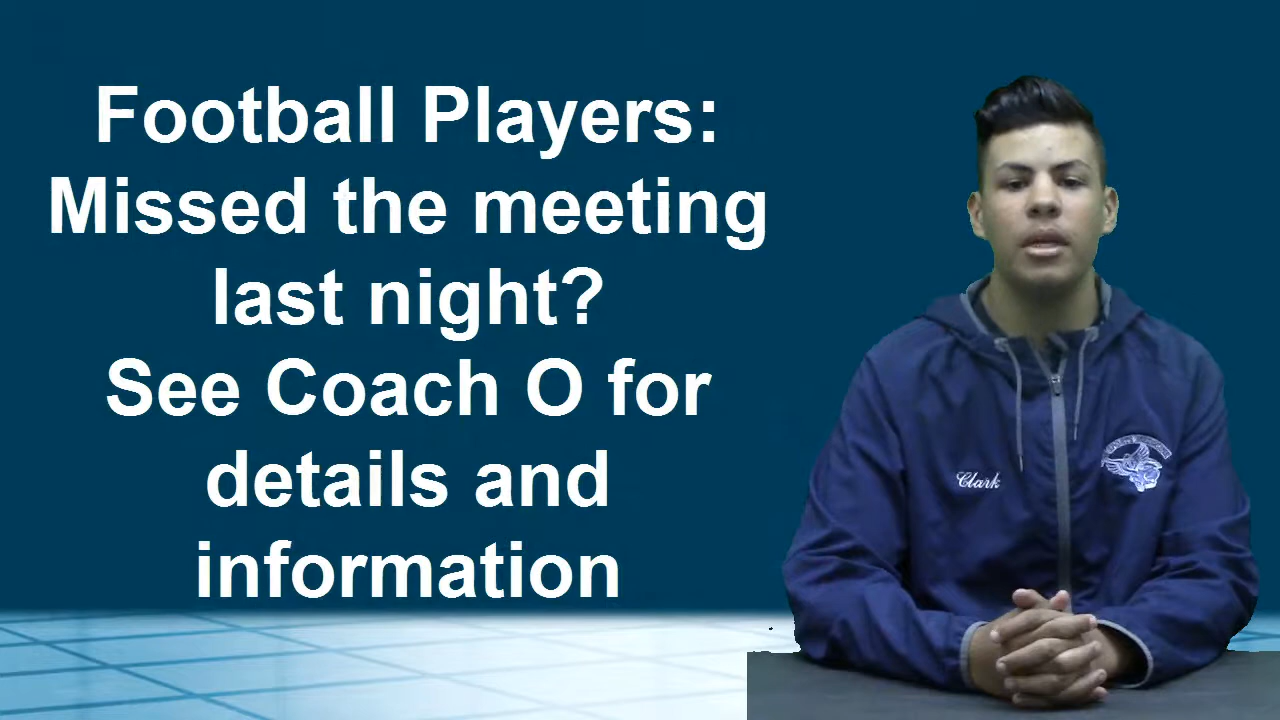 Football Players:
Missed the meeting
last night?
See Coach O for
details and
information
Clark